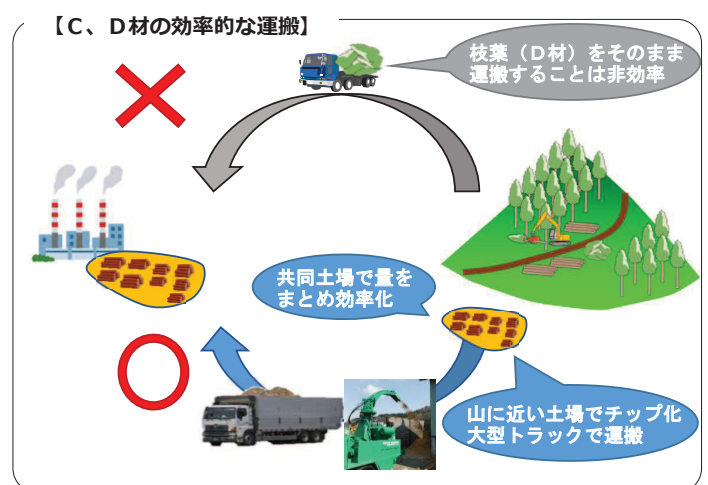 【Ｃ、Ｄ材の効率的な運搬】
枝葉（Ｄ材）をそのまま
運搬することは非効率
共同土場で量を
まとめ効率化
山に近い土場でチップ化
大型トラックで運搬